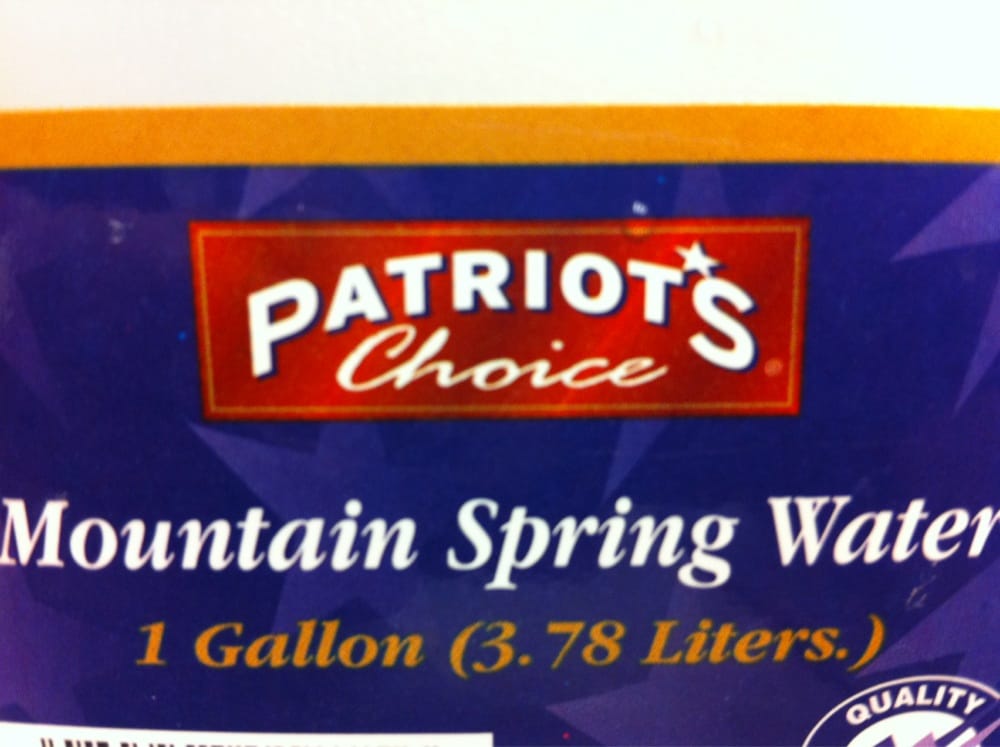 PATRIOT'S
Choice
®
Mountain Spring Water
1 Gallon (3.78 Liters.)
QUALITY